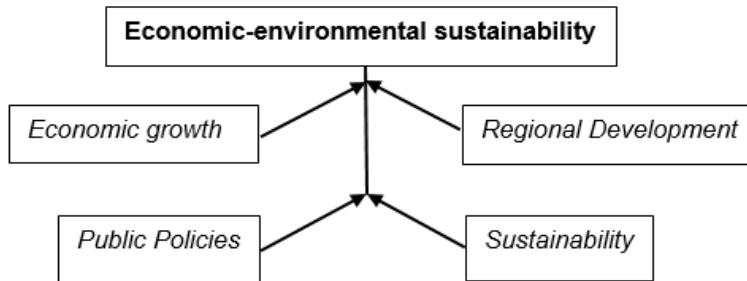 Economic-environmental sustainability
Economic growth
Regional Development
Public Policies
Sustainability